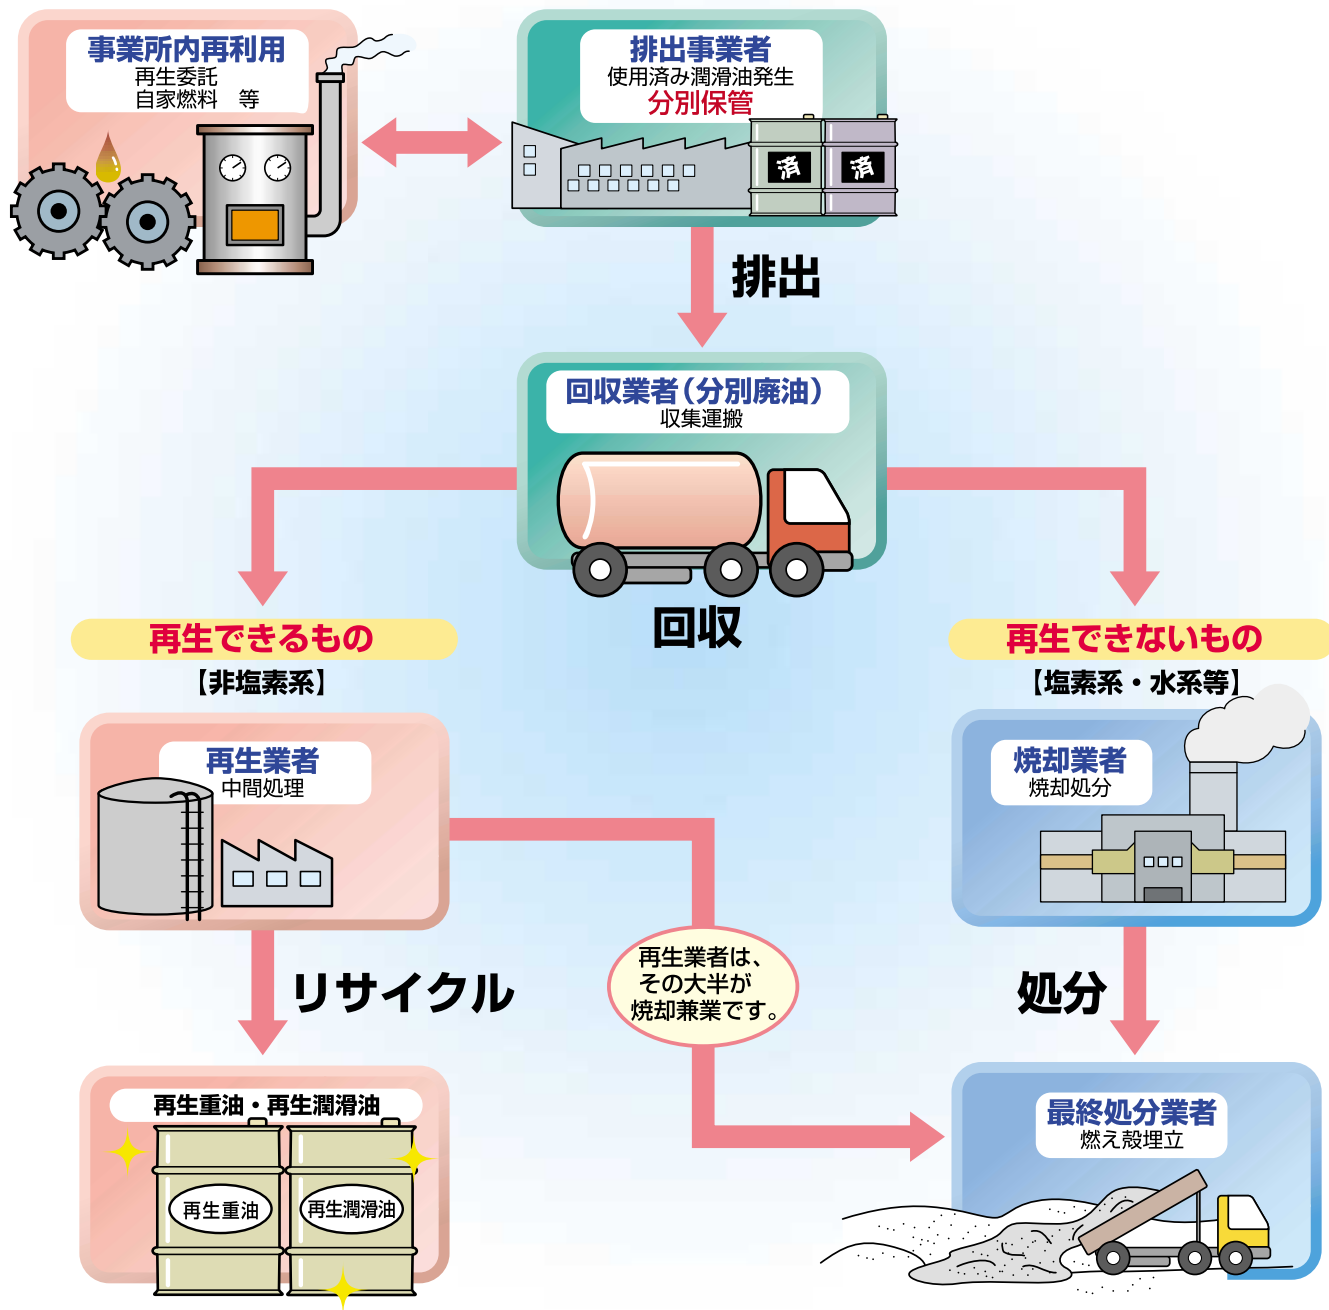 事業所内再利用
再生委託
自家燃料　等
排出事業者
使用済み潤滑油発生
分別保管
済
済
排出
回収業者（分別廃油）
収集運搬
回収
再生できるもの
【非塩素系】
再生できないもの
【塩素系・水系等】
再生業者
中間処理
焼却業者
焼却処分
再生業者は、
その大半が
焼却兼業です。
リサイクル
処分
再生重油・再生潤滑油
再生重油
再生潤滑油
最終処分業者
燃え殻埋立